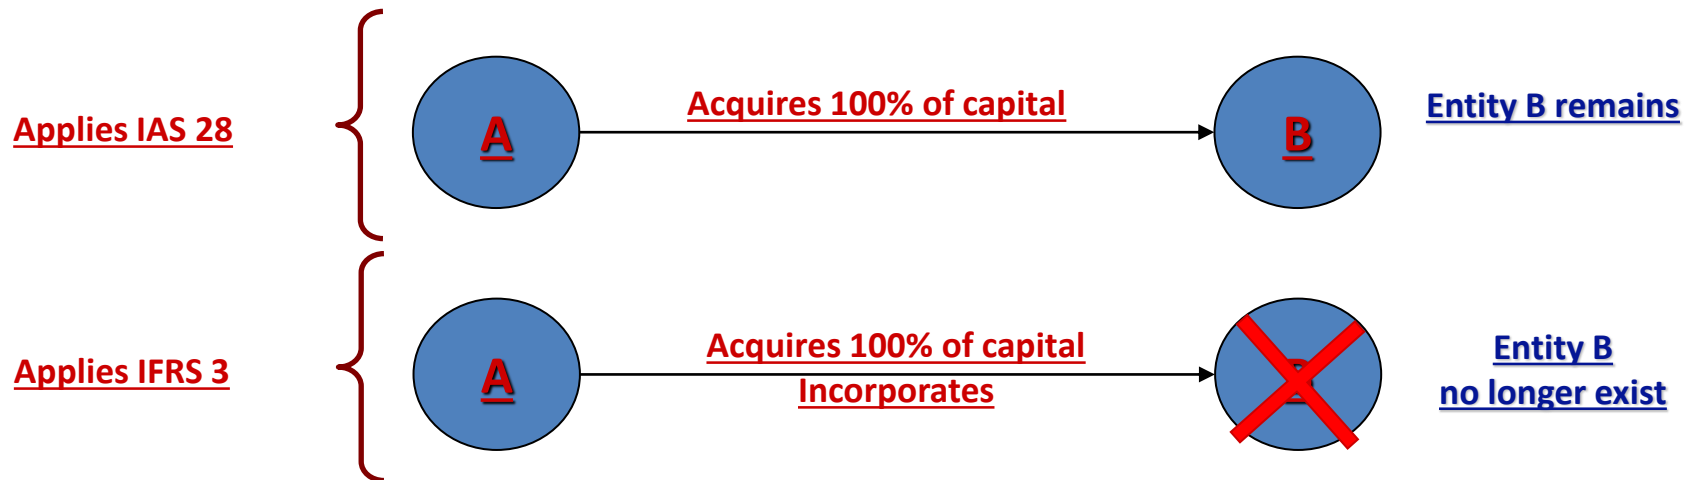 Applies IAS 28
A
Acquires 100% of capital
B
Entity B remains
Applies IFRS 3
A
Acquires 100% of capital
Incorporates
B
Entity B
no longer exist